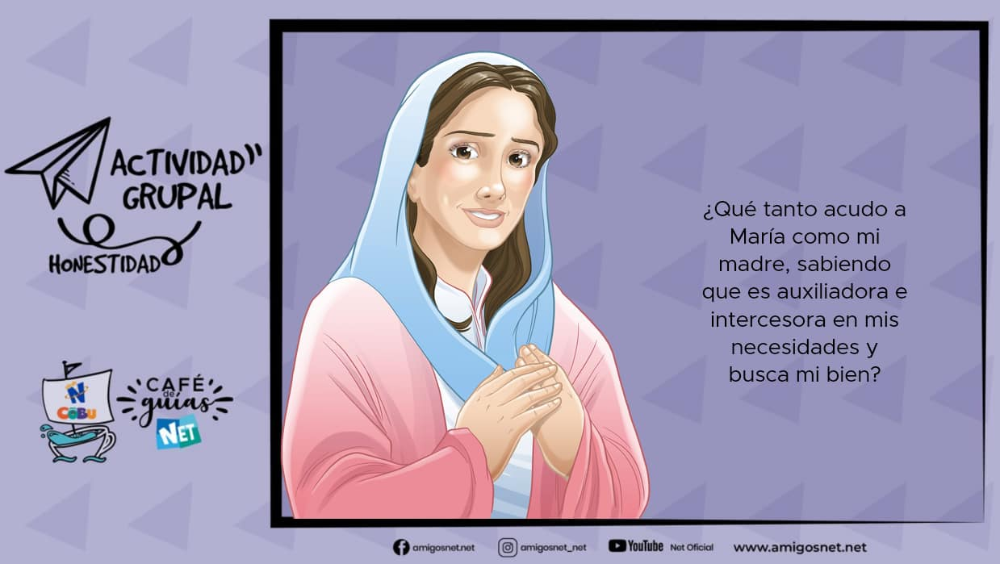 ACTIVIDAD"
GRUPAL
HONESTIDAD
¿Qué tanto acudo a
María como mi
madre, sabiendo
que es auxiliadora e
intercesora en mis
necesidades y
busca mi bien?
N
COBU
CAFÉ
de
guías
NET
amigosnet.net
amigosnet_net
YouTube Net Oficial
www.amigosnet.net